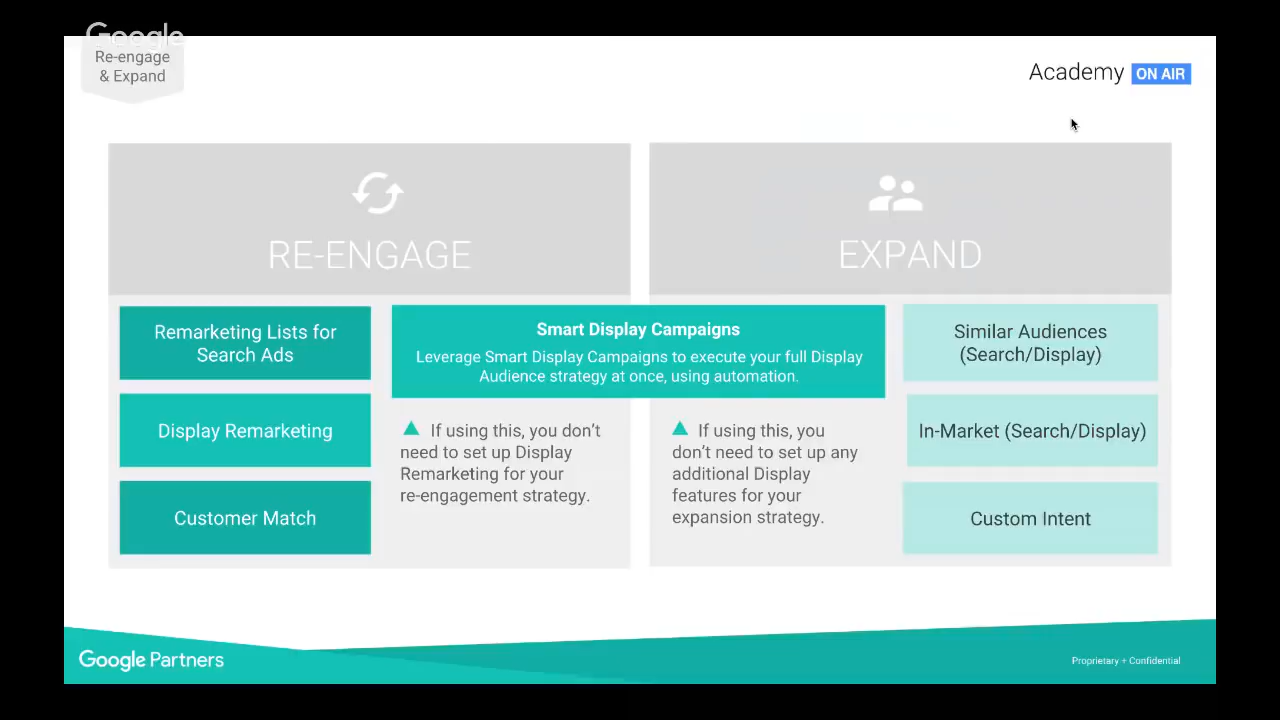 Google
Re-engage
& Expand
Academy ON AIR
RE-ENGAGE
EXPAND
Remarketing Lists for
Search Ads
Display Remarketing
Customer Match
Smart Display Campaigns
Leverage Smart Display Campaigns to execute your full Display
Audience strategy at once, using automation.
If using this, you don’t
need to set up Display
Remarketing for your
re-engagement strategy.
If using this, you
don’t need to set up any
additional Display
features for your
expansion strategy.
Similar Audiences
(Search/Display)
In-Market (Search/Display)
Custom Intent
Google Partners
Proprietary + Confidential